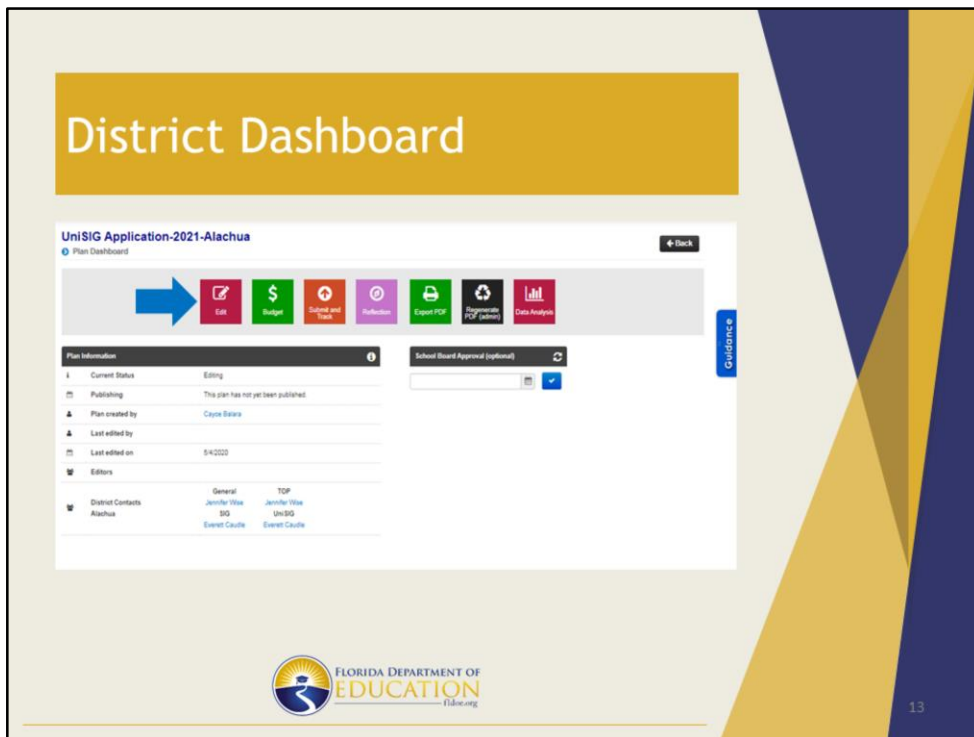 District Dashboard
UniSIG Application-2021-Alachua
Plan Dashboard
Back
Edit
Budget
Submit and Track
Reflection
Export PDF
Regenerate PDF (admin)
Data Analysis
Guidance
Plan Information
Current Status Editing
Publishing This plan has not yet been published.
Plan created by Cayce Balara
Last edited by
Last edited on 5/4/2020
Editors
District Contacts
Alachua
General TOP
Jennifer Wise Jennifer Wise
SIG UniSIG
Everett Caudle Everett Caudle
School Board Approval (optional)
FLORIDA DEPARTMENT OF
EDUCATION
fldoe.org
13